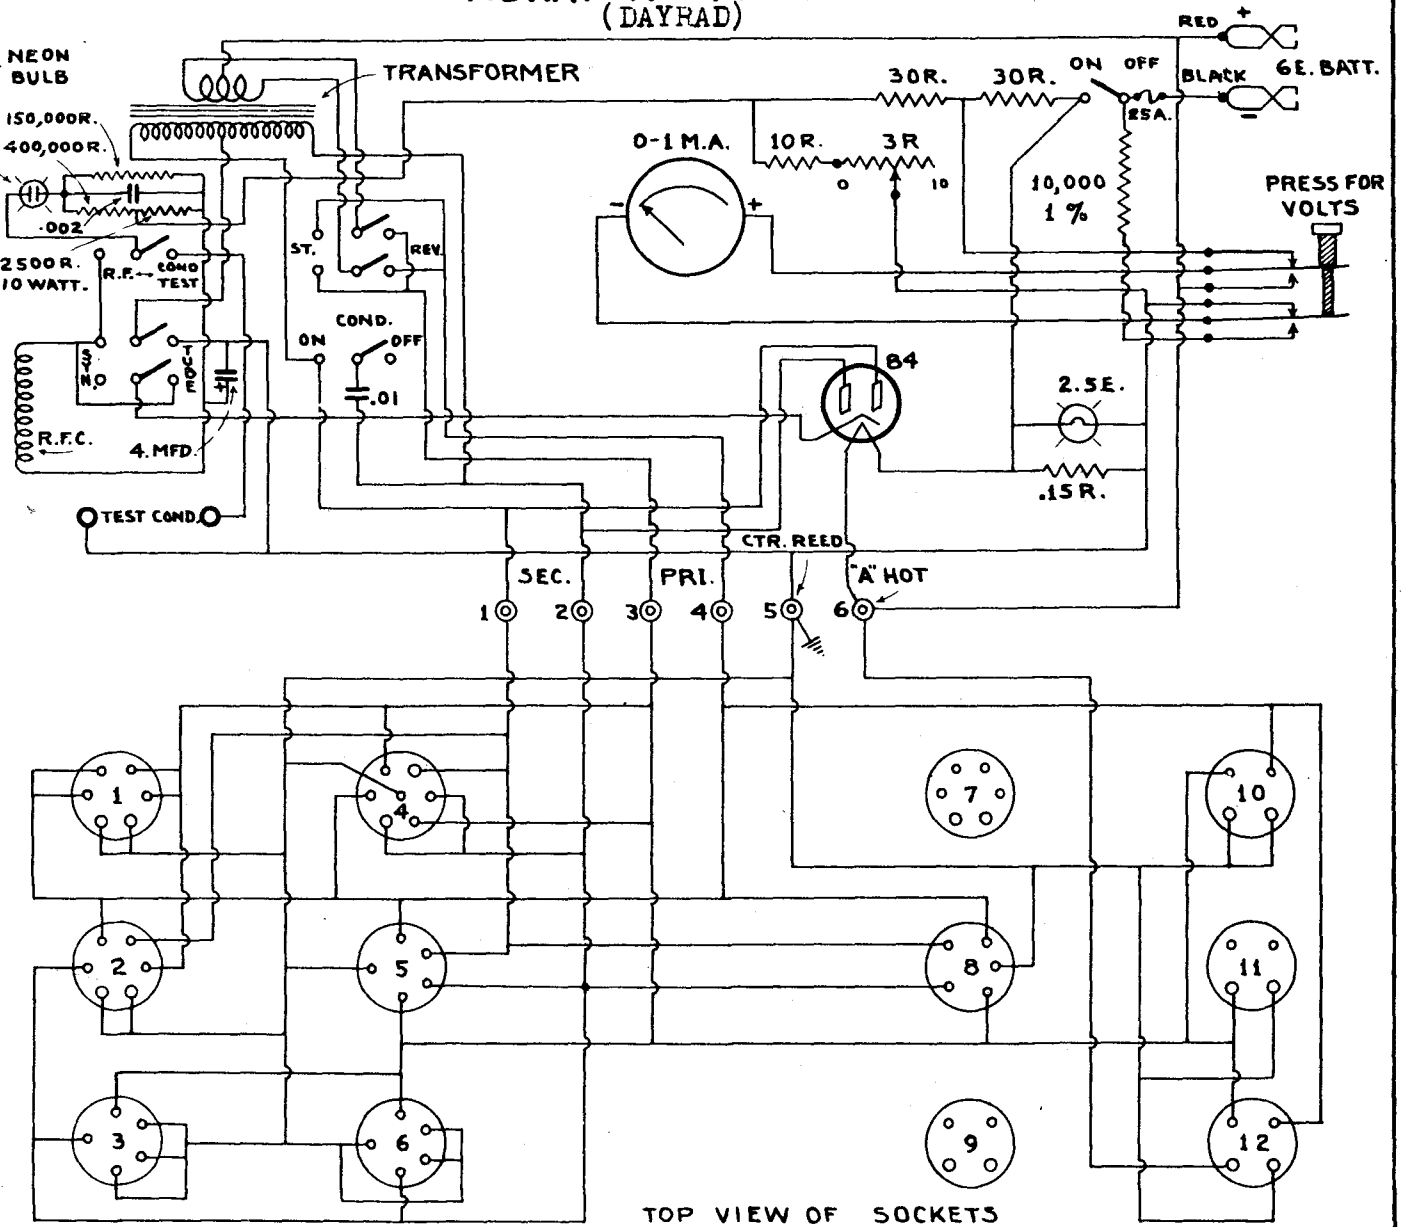 (DAYRAD)
RED +
NEON
BULB
TRANSFORMER
30R. 30R. ON OFF
BLACK 6E. BATT.
-
25A.
150,000R.
400,000R.
0-1 M.A.
10R. 3R
0 10
10,000
1 %
PRESS FOR
VOLTS
- +
.002
ST. REV.
2500R.
10 WATT.
R.F. COND
TEST
COND.
ON OFF
SYN. TUBE
.01
84
2.5E.
R.F.C.
4. MFD.
+
.15R.
TEST COND.
CTR. REED
SEC. PRI. "A" HOT
1 2 3 4 5 6
1 4 7 10
2 5 8 11
3 6 9 12
TOP VIEW OF SOCKETS